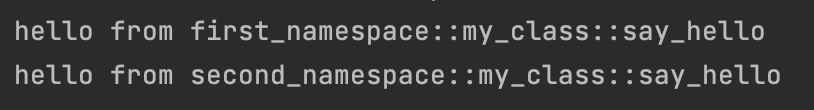 hello from first_namespace::my_class::say_hello
hello from second_namespace::my_class::say_hello